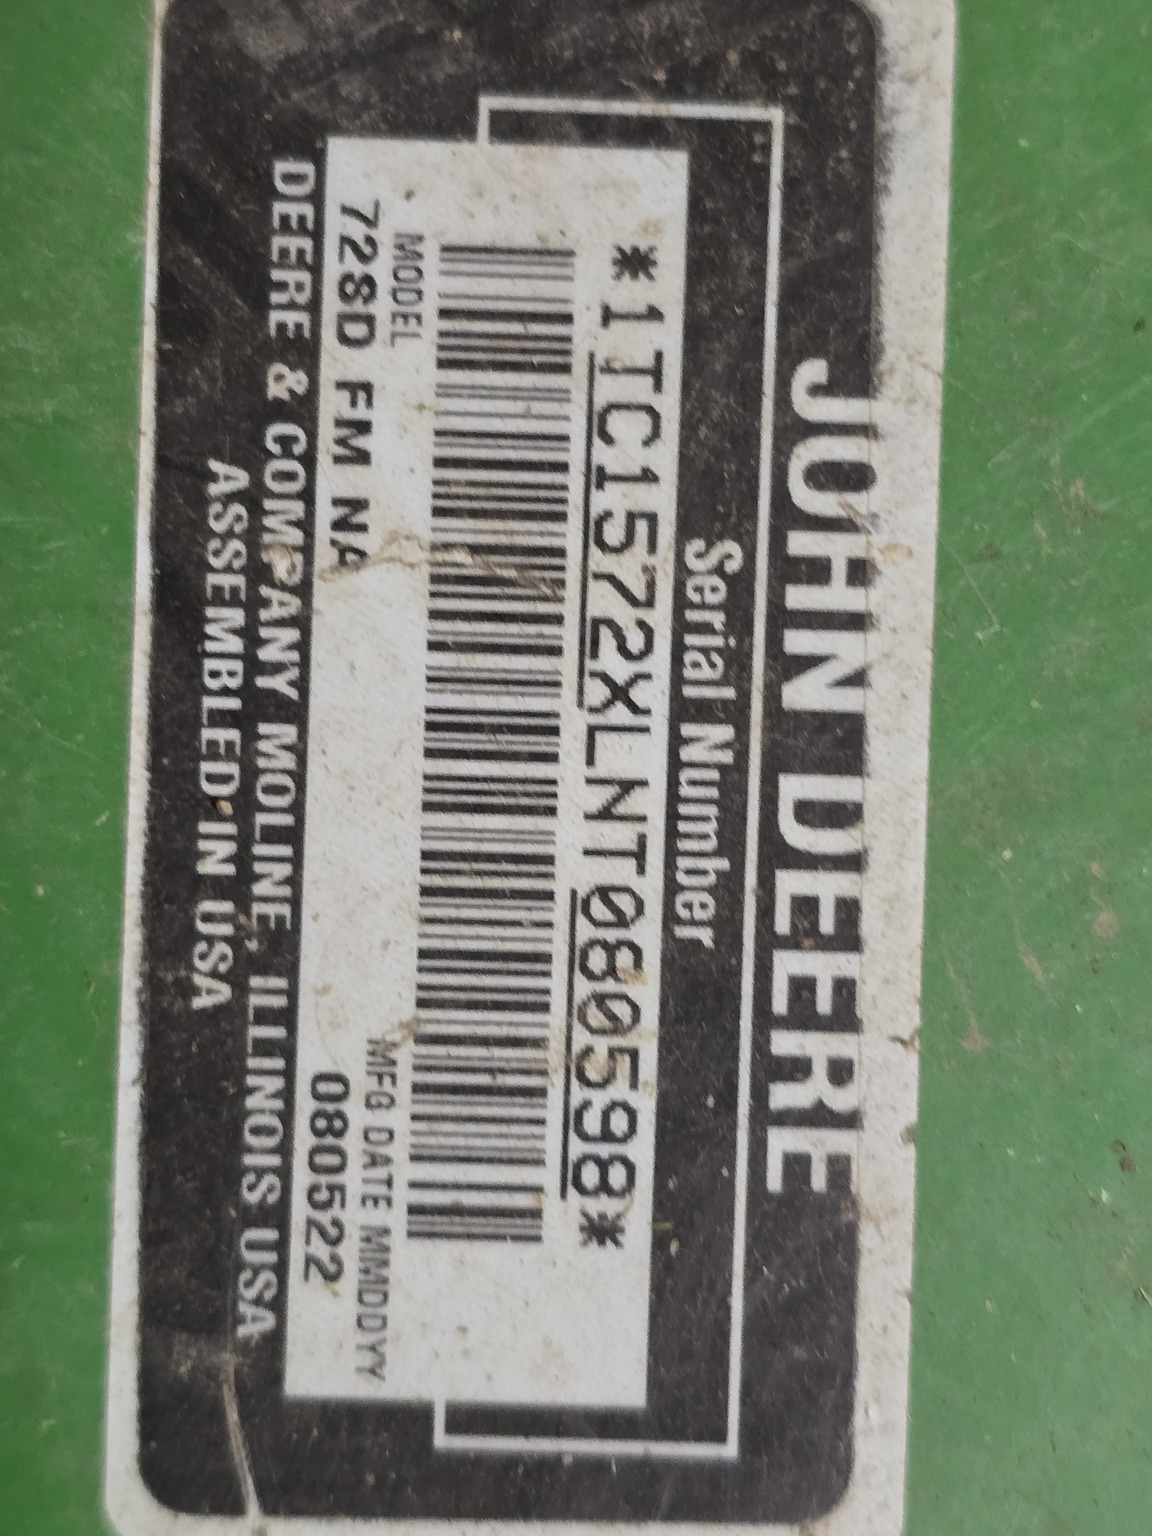 JOHN DEERE
Serial Number
*1TC1572XLNT080598*
MODEL
728D FM NA
MFG DATE MMDDYY
080522
DEERE & COMPANY MOLINE, ILLINOIS USA
ASSEMBLED IN USA